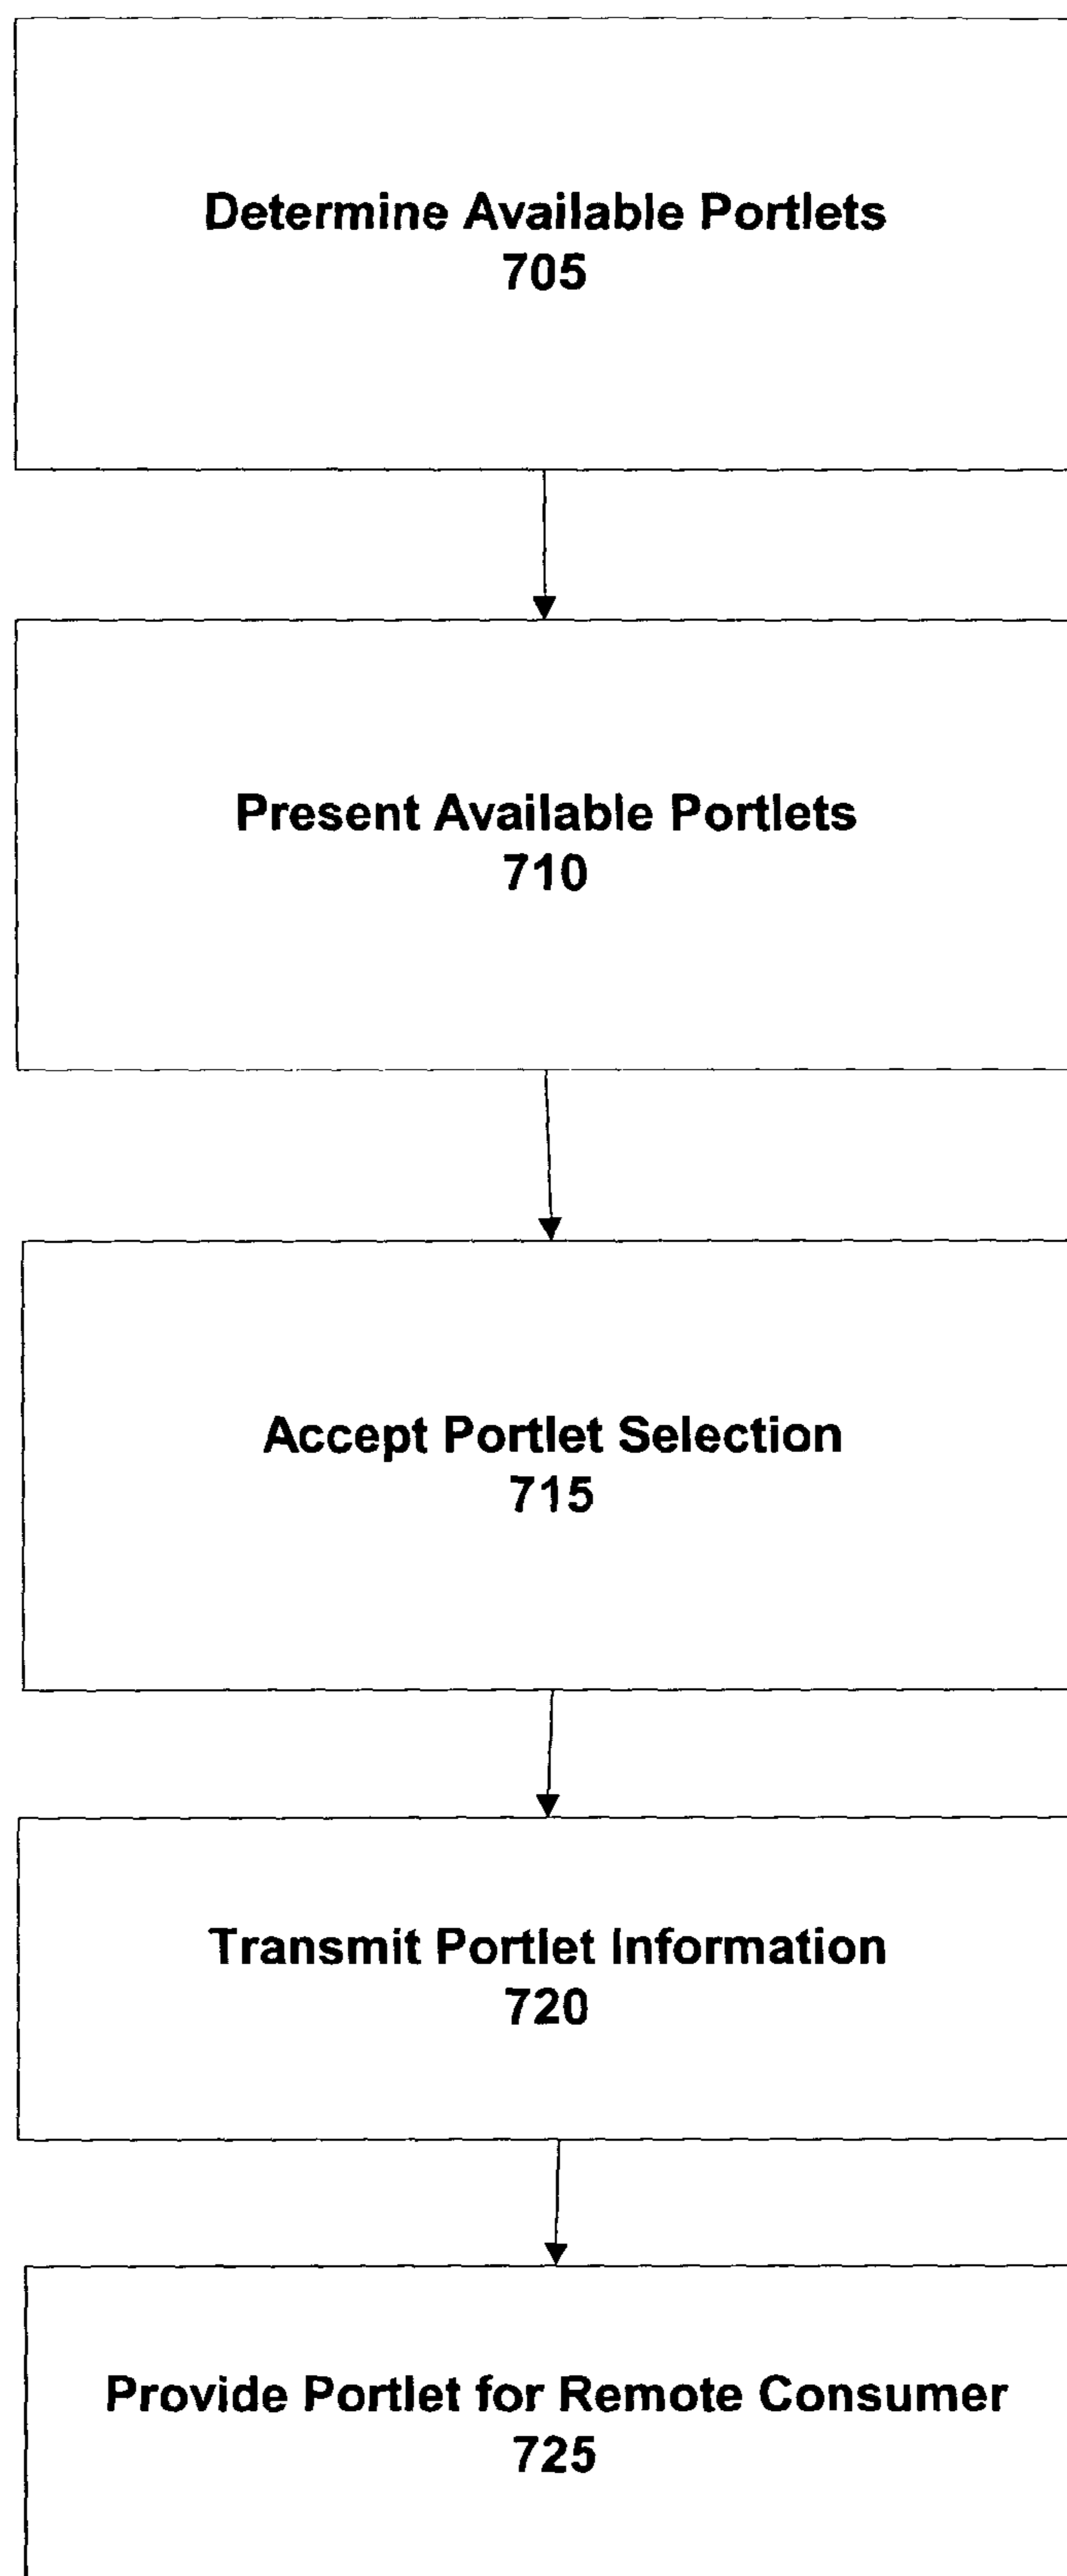 Determine Available Portlets
705
Present Available Portlets
710
Accept Portlet Selection
715
Transmit Portlet Information
720
Provide Portlet for Remote Consumer
725